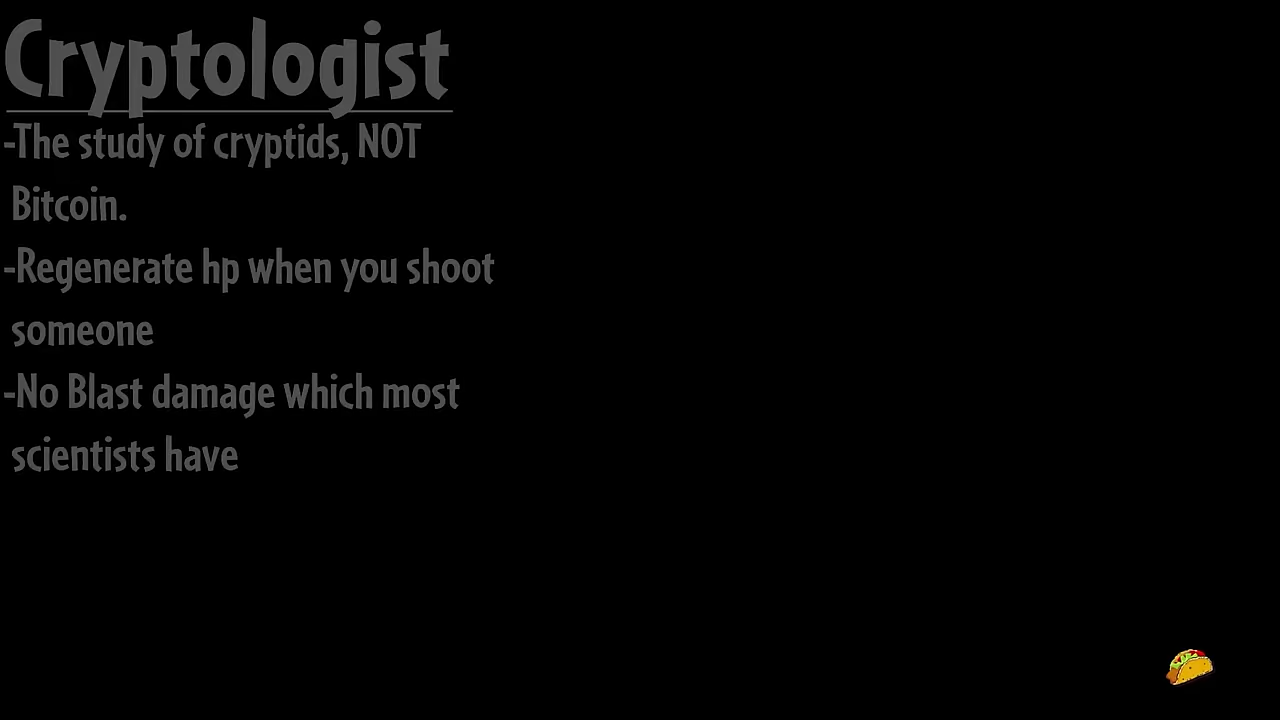 Cryptologist
-The study of cryptids, NOT
Bitcoin.
-Regenerate hp when you shoot
someone
-No Blast damage which most
scientists have